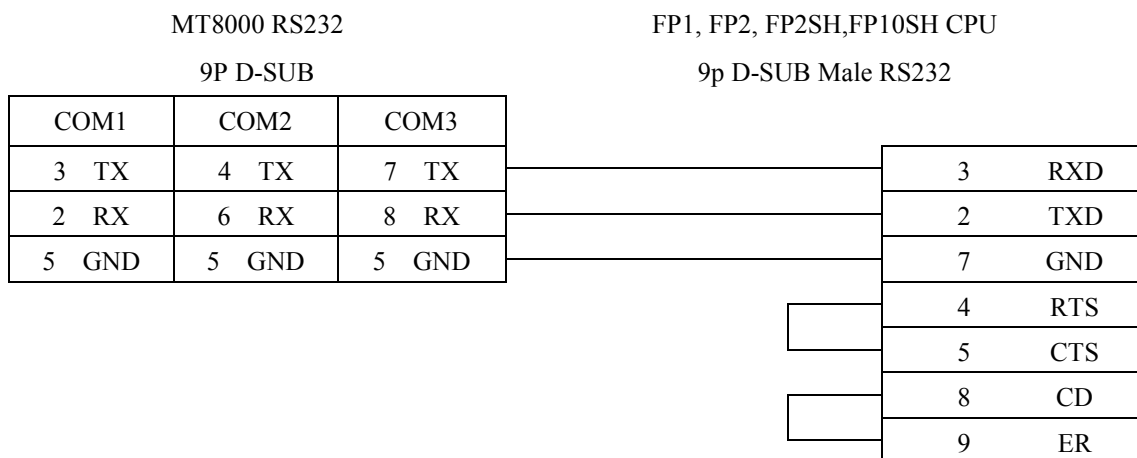 MT8000 RS232 FP1, FP2, FP2SH,FP10SH CPU
9P D-SUB 9p D-SUB Male RS232
COM1 COM2 COM3
3 TX 4 TX 7 TX 3 RXD
2 RX 6 RX 8 RX 2 TXD
5 GND 5 GND 5 GND 7 GND
4 RTS
5 CTS
8 CD
9 ER